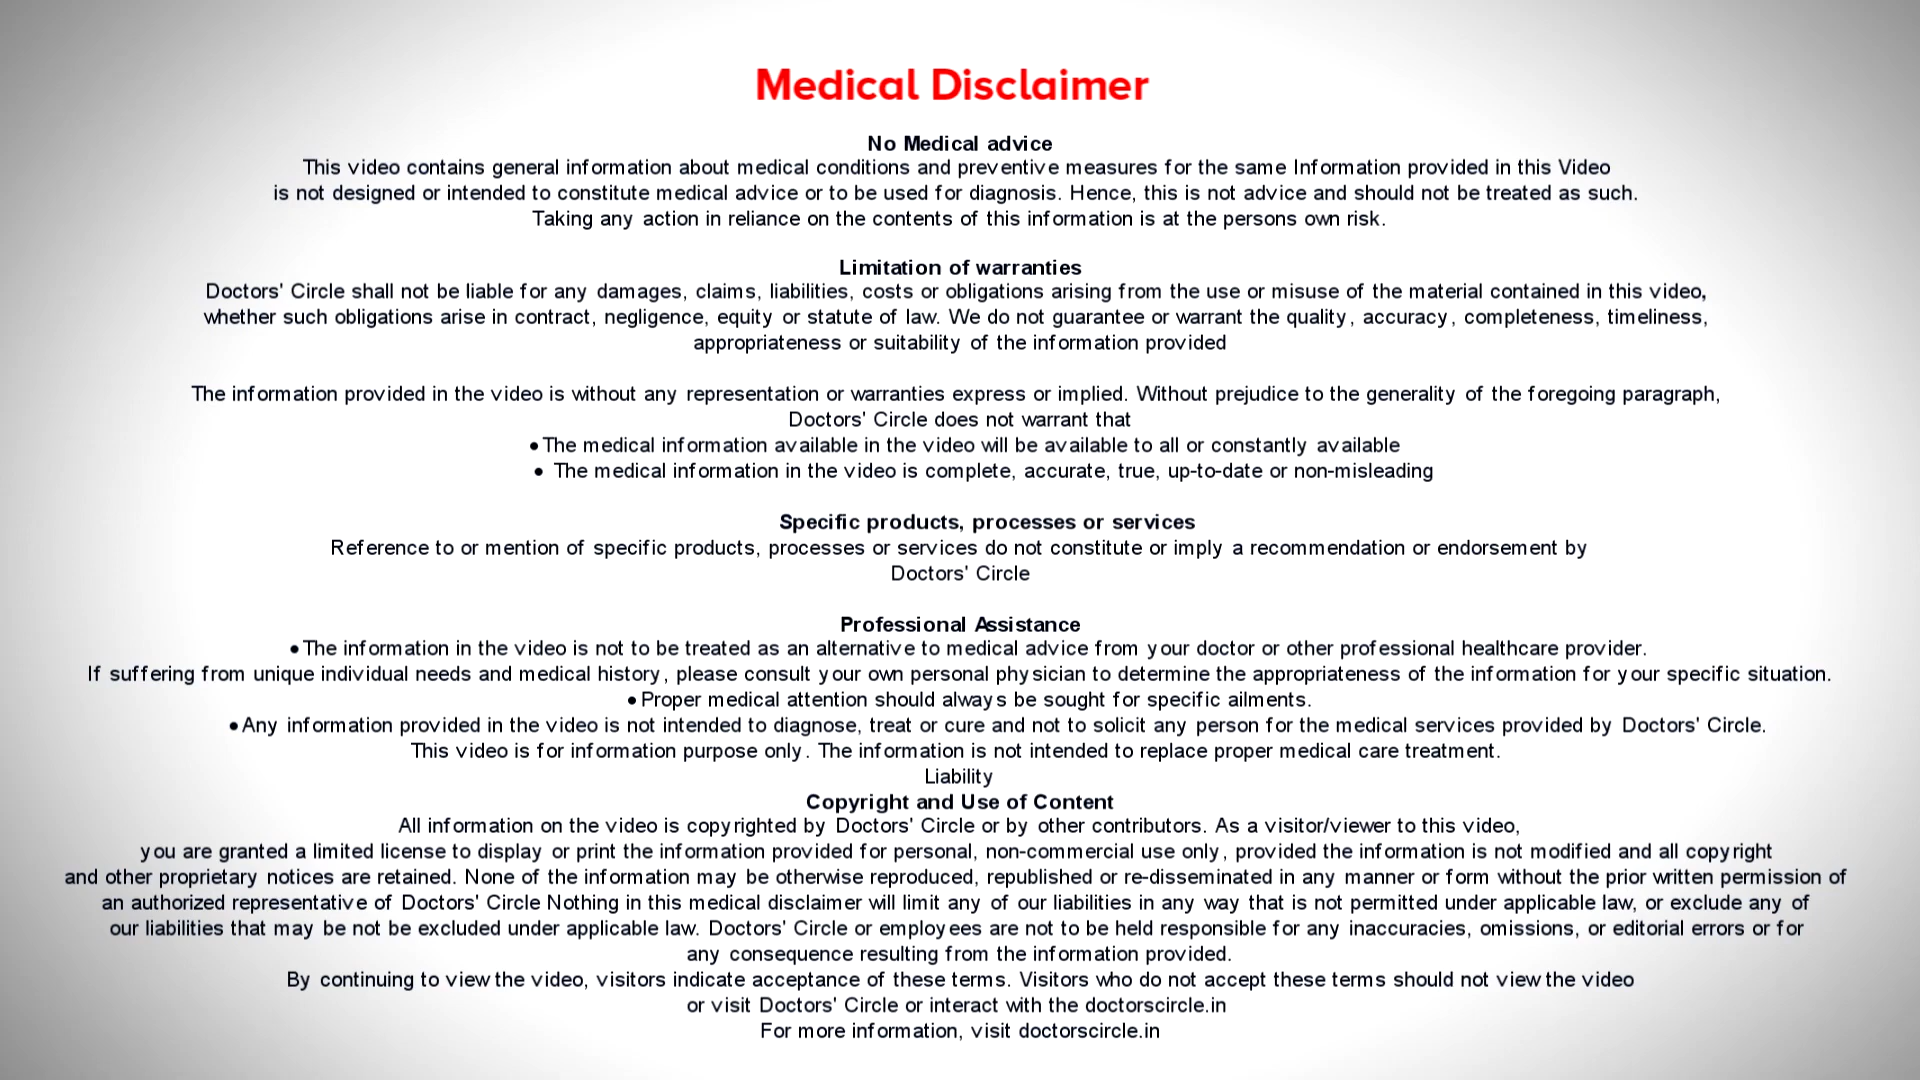 Medical Disclaimer
No Medical advice
This video contains general information about medical conditions and preventive measures for the same Information provided in this Video
is not designed or intended to constitute medical advice or to be used for diagnosis. Hence, this is not advice and should not be treated as such.
Taking any action in reliance on the contents of this information is at the persons own risk.
Limitation of warranties
Doctors' Circle shall not be liable for any damages, claims, liabilities, costs or obligations arising from the use or misuse of the material contained in this video,
whether such obligations arise in contract, negligence, equity or statute of law. We do not guarantee or warrant the quality, accuracy, completeness, timeliness,
appropriateness or suitability of the information provided
The information provided in the video is without any representation or warranties express or implied. Without prejudice to the generality of the foregoing paragraph,
Doctors' Circle does not warrant that
• The medical information available in the video will be available to all or constantly available
• The medical information in the video is complete, accurate, true, up-to-date or non-misleading
Specific products, processes or services
Reference to or mention of specific products, processes or services do not constitute or imply a recommendation or endorsement by
Doctors' Circle
Professional Assistance
• The information in the video is not to be treated as an alternative to medical advice from your doctor or other professional healthcare provider.
If suffering from unique individual needs and medical history, please consult your own personal physician to determine the appropriateness of the information for your specific situation.
• Proper medical attention should always be sought for specific ailments.
• Any information provided in the video is not intended to diagnose, treat or cure and not to solicit any person for the medical services provided by Doctors' Circle.
This video is for information purpose only. The information is not intended to replace proper medical care treatment.
Liability
Copyright and Use of Content
All information on the video is copyrighted by Doctors' Circle or by other contributors. As a visitor/viewer to this video,
you are granted a limited license to display or print the information provided for personal, non-commercial use only, provided the information is not modified and all copyright
and other proprietary notices are retained. None of the information may be otherwise reproduced, republished or re-disseminated in any manner or form without the prior written permission of
an authorized representative of Doctors' Circle Nothing in this medical disclaimer will limit any of our liabilities in any way that is not permitted under applicable law, or exclude any of
our liabilities that may be not be excluded under applicable law. Doctors' Circle or employees are not to be held responsible for any inaccuracies, omissions, or editorial errors or for
any consequence resulting from the information provided.
By continuing to view the video, visitors indicate acceptance of these terms. Visitors who do not accept these terms should not view the video
or visit Doctors' Circle or interact with the doctorscircle.in
For more information, visit doctorscircle.in